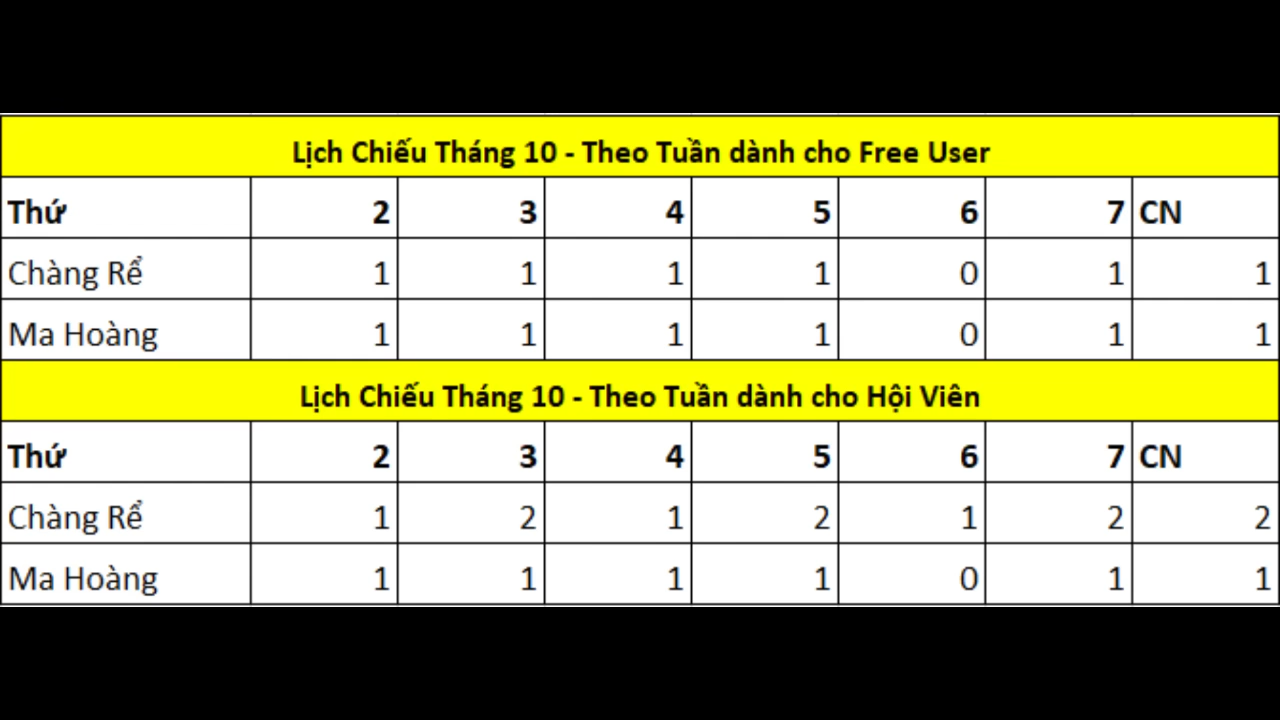 Lịch Chiếu Tháng 10 - Theo Tuần dành cho Free User
Thứ 2 3 4 5 6 7 CN
Chàng Rể 1 1 1 1 0 1 1
Ma Hoàng 1 1 1 1 0 1 1
Lịch Chiếu Tháng 10 - Theo Tuần dành cho Hội Viên
Thứ 2 3 4 5 6 7 CN
Chàng Rể 1 2 1 2 1 2 2
Ma Hoàng 1 1 1 1 0 1 1